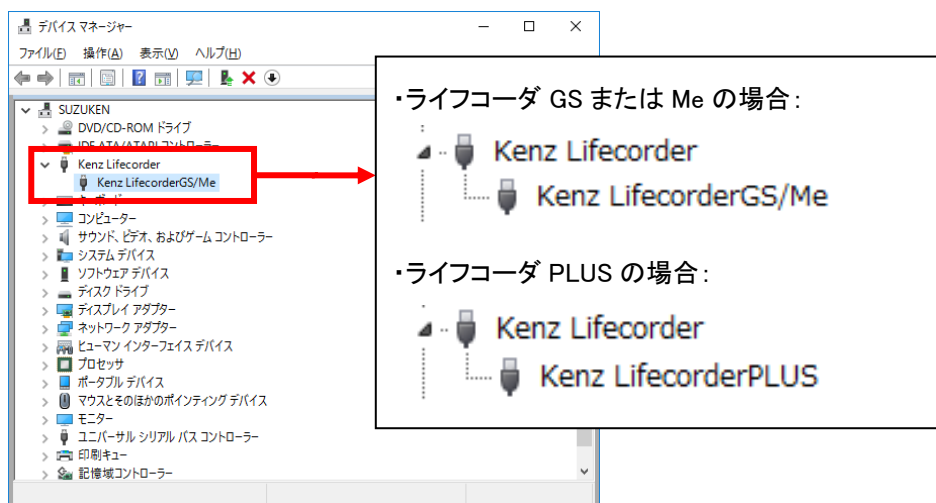 デバイス マネージャー
ファイル(F) 操作(A) 表示(V) ヘルプ(H)
SUZUKEN
DVD/CD-ROM ドライブ
IDE ATA/ATAPI コントローラー
Kenz Lifecorder
Kenz LifecorderGS/Me
キーボード
コンピューター
サウンド、ビデオ、およびゲーム コントローラー
システム デバイス
ソフトウェア デバイス
ディスク ドライブ
ディスプレイ アダプター
ネットワーク アダプター
ヒューマン インターフェイス デバイス
プロセッサ
ポータブル デバイス
マウスとそのほかのポインティング デバイス
モニター
ユニバーサル シリアル バス コントローラー
印刷キュー
記憶域コントローラー
・ライフコーダ GS または Me の場合：
Kenz Lifecorder
Kenz LifecorderGS/Me
・ライフコーダ PLUS の場合：
Kenz Lifecorder
Kenz LifecorderPLUS